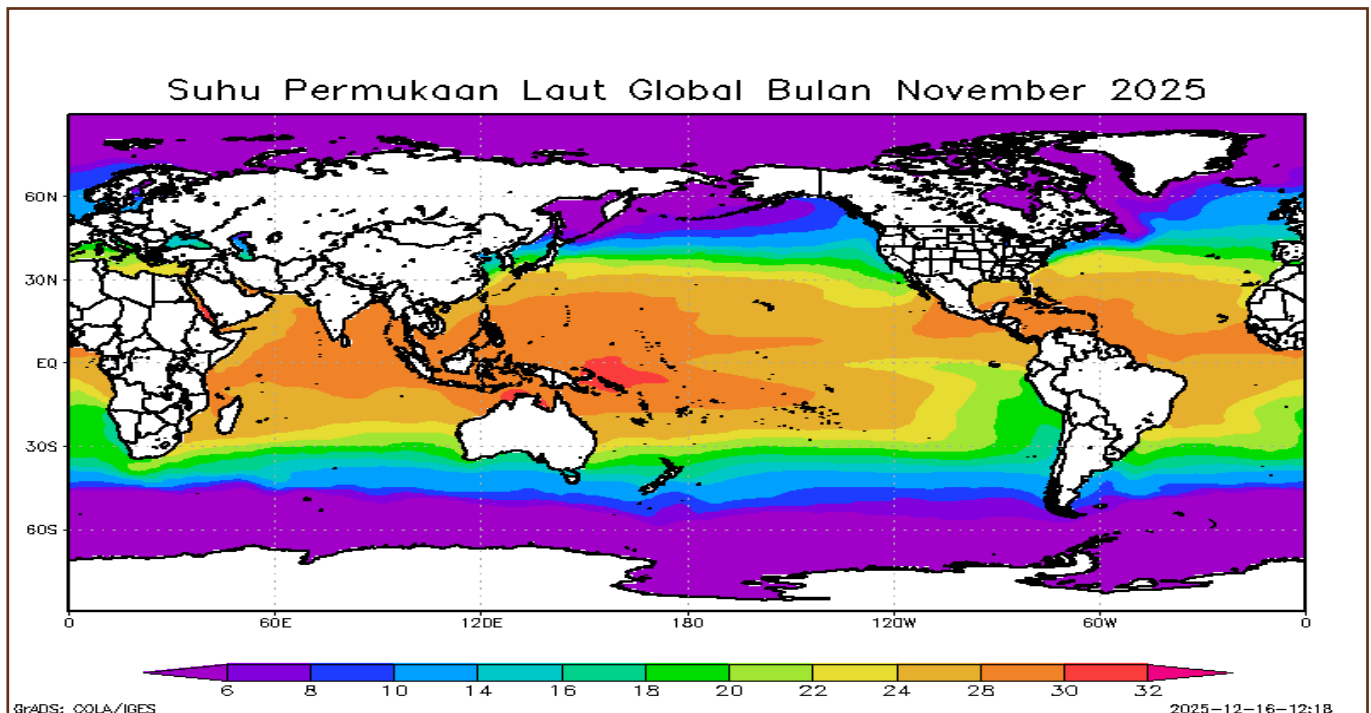 Suhu Permukaan Laut Global Bulan November 2025
60N
30N
EQ
30S
60S
0 60E 120E 180 120W 60W 0
6 8 10 14 16 18 20 22 24 28 30 32
GrADS: COLA/IGES 2025-12-16-12:18